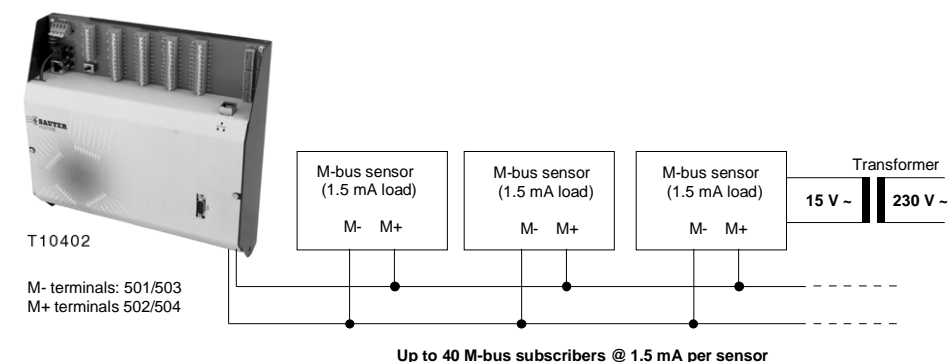 SAUTER
M-bus sensor
(1.5 mA load)
M- M+
M-bus sensor
(1.5 mA load)
M- M+
M-bus sensor
(1.5 mA load)
M- M+
Transformer
15 V ~
230 V ~
T10402
M- terminals: 501/503
M+ terminals 502/504
Up to 40 M-bus subscribers @ 1.5 mA per sensor